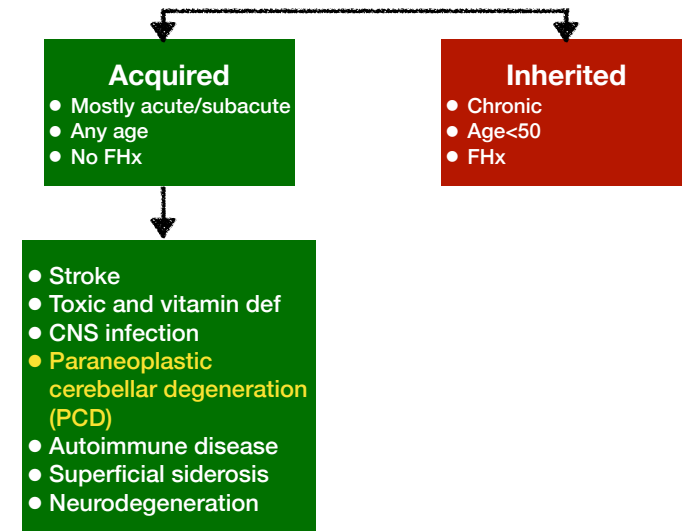 Acquired
● Mostly acute/subacute
● Any age
● No FHx
Inherited
● Chronic
● Age<50
● FHx
● Stroke
● Toxic and vitamin def
● CNS infection
● Paraneoplastic
cerebellar degeneration
(PCD)
● Autoimmune disease
● Superficial siderosis
● Neurodegeneration